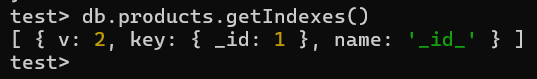 test> db.products.getIndexes()
[ { v: 2, key: { _id: 1 }, name: '_id_' } ]
test>